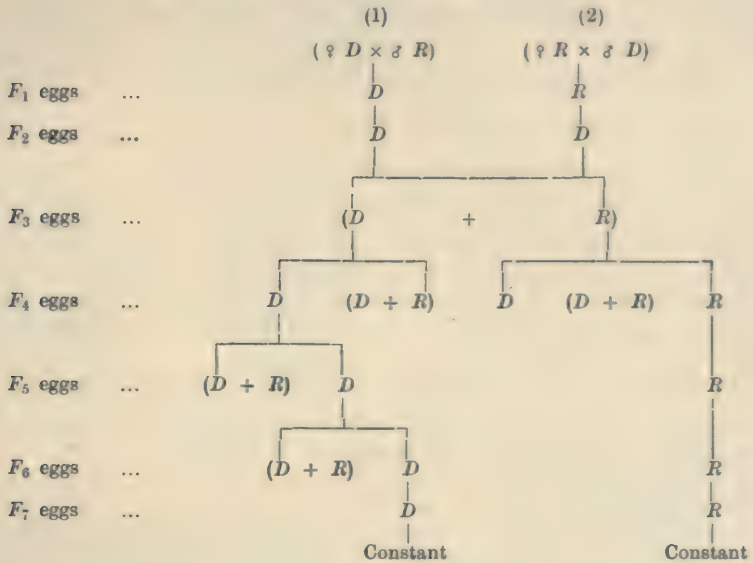 (1) (2)
(♀ D × ♂ R) (♀ R × ♂ D)
F₁ eggs ... D R
F₂ eggs ... D D
F₃ eggs ... (D + R)
F₄ eggs ... D (D + R) D (D + R) R
F₅ eggs ... (D + R) D R
F₆ eggs ... (D + R) D R
F₇ eggs ... D R
Constant Constant